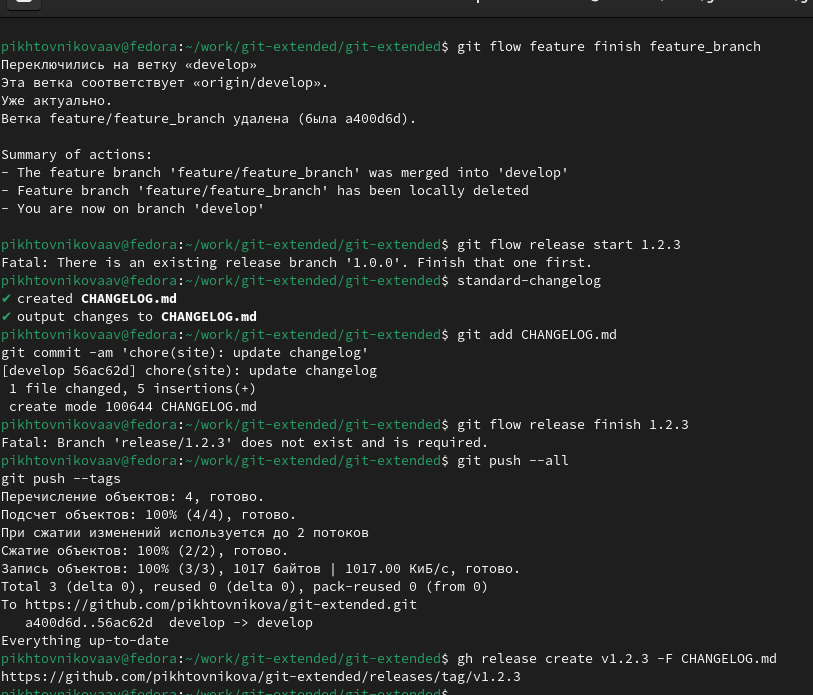 pikhtovnikovaav@fedora:~/work/git-extended/git-extended$ git flow feature finish feature_branch
Переключились на ветку «develop»
Эта ветка соответствует «origin/develop».
Уже актуально.
Ветка feature/feature_branch удалена (была a400d6d).
Summary of actions:
- The feature branch 'feature/feature_branch' was merged into 'develop'
- Feature branch 'feature/feature_branch' has been locally deleted
- You are now on branch 'develop'
pikhtovnikovaav@fedora:~/work/git-extended/git-extended$ git flow release start 1.2.3
Fatal: There is an existing release branch '1.0.0'. Finish that one first.
pikhtovnikovaav@fedora:~/work/git-extended/git-extended$ standard-changelog
✔ created CHANGELOG.md
✔ output changes to CHANGELOG.md
pikhtovnikovaav@fedora:~/work/git-extended/git-extended$ git add CHANGELOG.md
git commit -am 'chore(site): update changelog'
[develop 56ac62d] chore(site): update changelog
1 file changed, 5 insertions(+)
create mode 100644 CHANGELOG.md
pikhtovnikovaav@fedora:~/work/git-extended/git-extended$ git flow release finish 1.2.3
Fatal: Branch 'release/1.2.3' does not exist and is required.
pikhtovnikovaav@fedora:~/work/git-extended/git-extended$ git push --all
git push --tags
Перечисление объектов: 4, готово.
Подсчет объектов: 100% (4/4), готово.
При сжатии изменений используется до 2 потоков
Сжатие объектов: 100% (2/2), готово.
Запись объектов: 100% (3/3), 1017 байтов | 1017.00 КиБ/с, готово.
Total 3 (delta 0), reused 0 (delta 0), pack-reused 0 (from 0)
To https://github.com/pikhtovnikova/git-extended.git
a400d6d..56ac62d  develop -> develop
Everything up-to-date
pikhtovnikovaav@fedora:~/work/git-extended/git-extended$ gh release create v1.2.3 -F CHANGELOG.md
https://github.com/pikhtovnikova/git-extended/releases/tag/v1.2.3